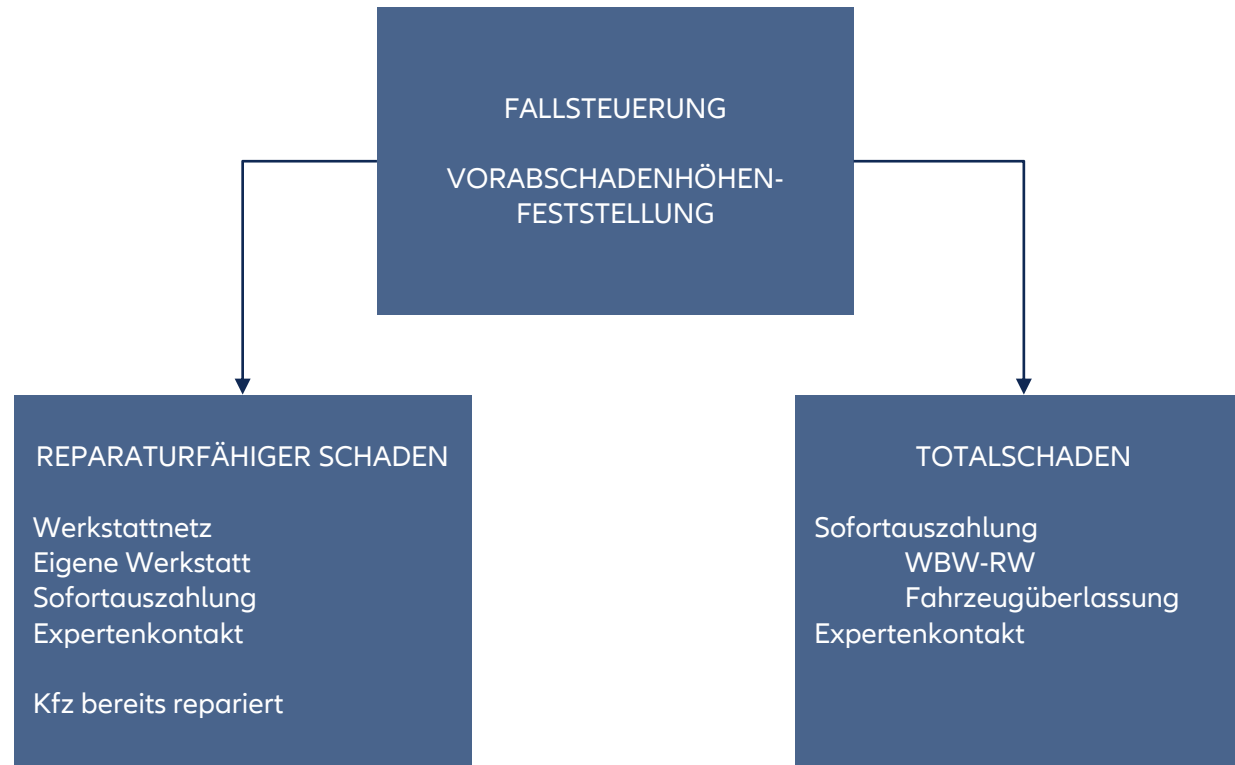 FALLSTEUERUNG
VORABSCHADENHÖHEN-
FESTSTELLUNG
REPARATURFÄHIGER SCHADEN
Werkstattnetz
Eigene Werkstatt
Sofortauszahlung
Expertenkontakt
Kfz bereits repariert
TOTALSCHADEN
Sofortauszahlung
WBW-RW
Fahrzeugüberlassung
Expertenkontakt